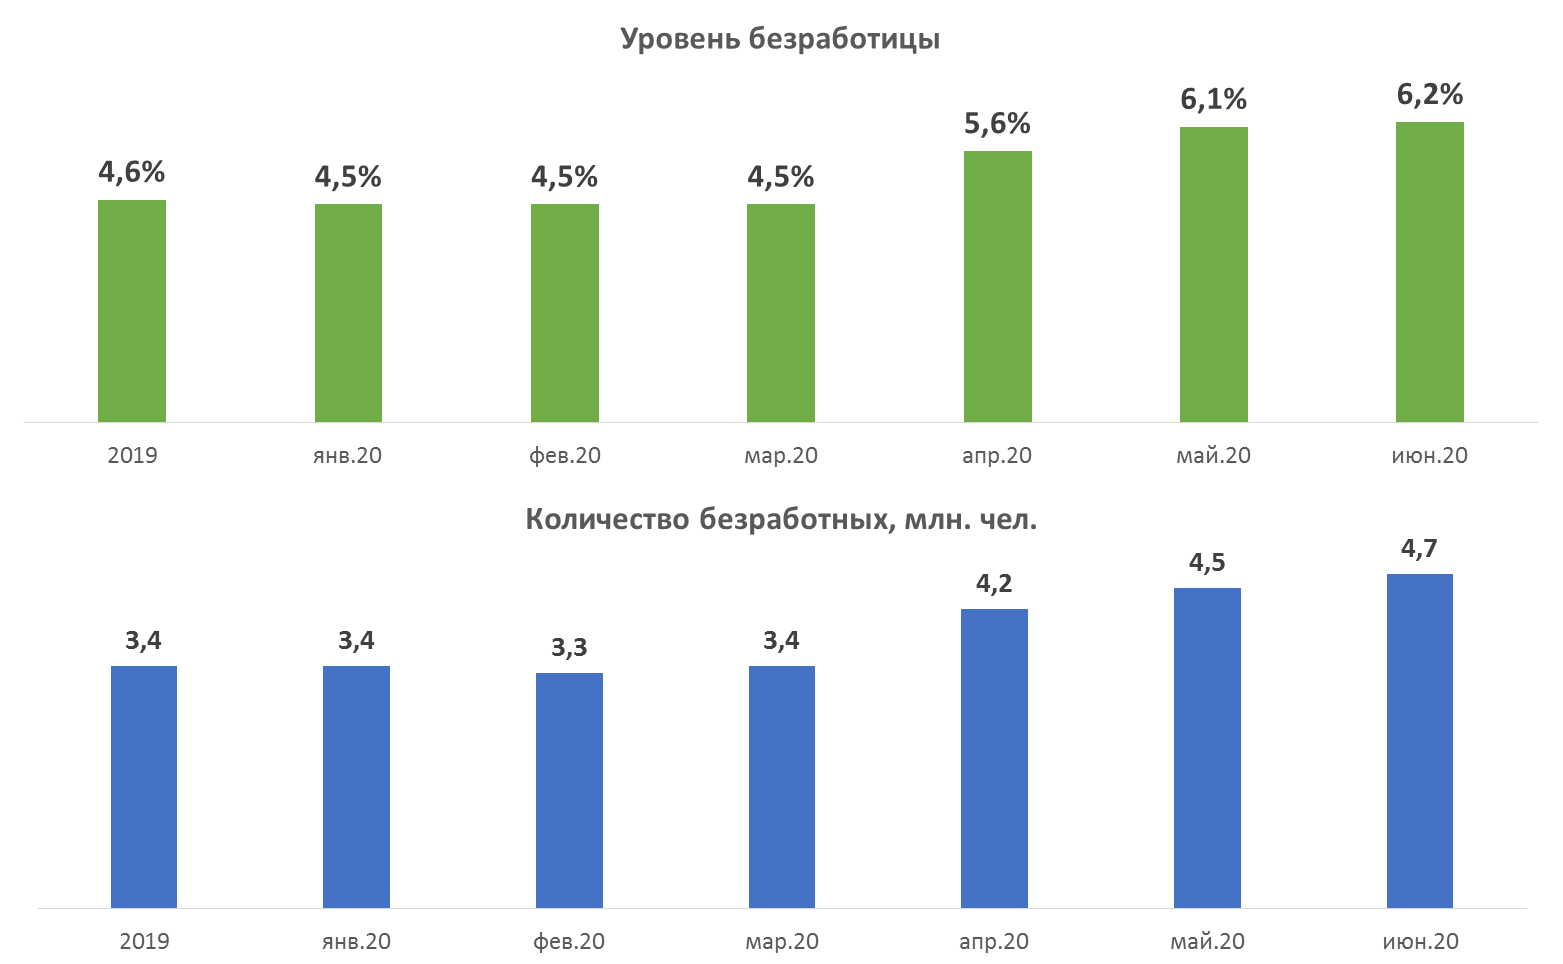 Уровень безработицы
4,6% 4,5% 4,5% 4,5% 5,6% 6,1% 6,2%
2019 янв.20 фев.20 мар.20 апр.20 май.20 июн.20
Количество безработных, млн. чел.
3,4 3,4 3,3 3,4 4,2 4,5 4,7
2019 янв.20 фев.20 мар.20 апр.20 май.20 июн.20